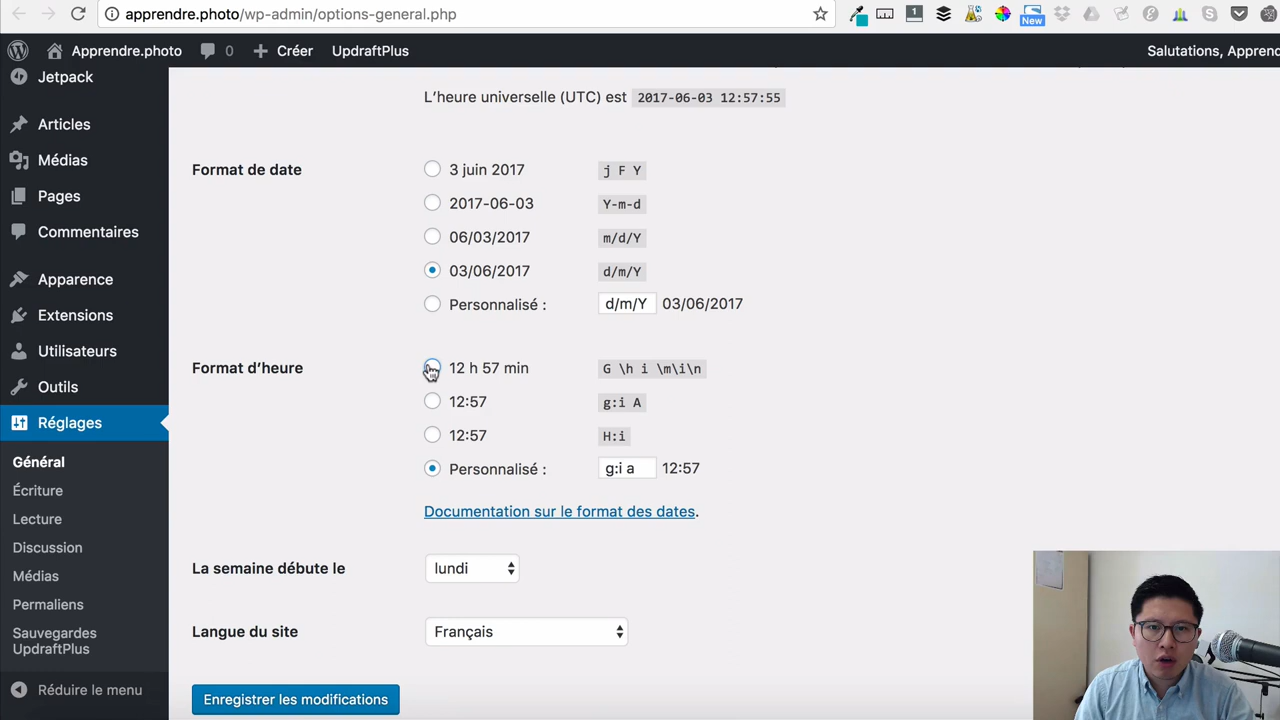 apprendre.photo/wp-admin/options-general.php
1
New
Apprendre.photo 0 Créer UpdraftPlus Salutations, Apprend
Jetpack
Articles
Médias
Pages
Commentaires
Apparence
Extensions
Utilisateurs
Outils
Réglages
Général
Écriture
Lecture
Discussion
Médias
Permaliens
Sauvegardes
UpdraftPlus
Réduire le menu
L'heure universelle (UTC) est 2017-06-03 12:57:55
Format de date
3 juin 2017 j F Y
2017-06-03 Y-m-d
06/03/2017 m/d/Y
03/06/2017 d/m/Y
Personnalisé : d/m/Y 03/06/2017
Format d'heure
12 h 57 min G \h i \m\i\n
12:57 g:i A
12:57 H:i
Personnalisé : g:i a 12:57
Documentation sur le format des dates.
La semaine débute le lundi
Langue du site Français
Enregistrer les modifications